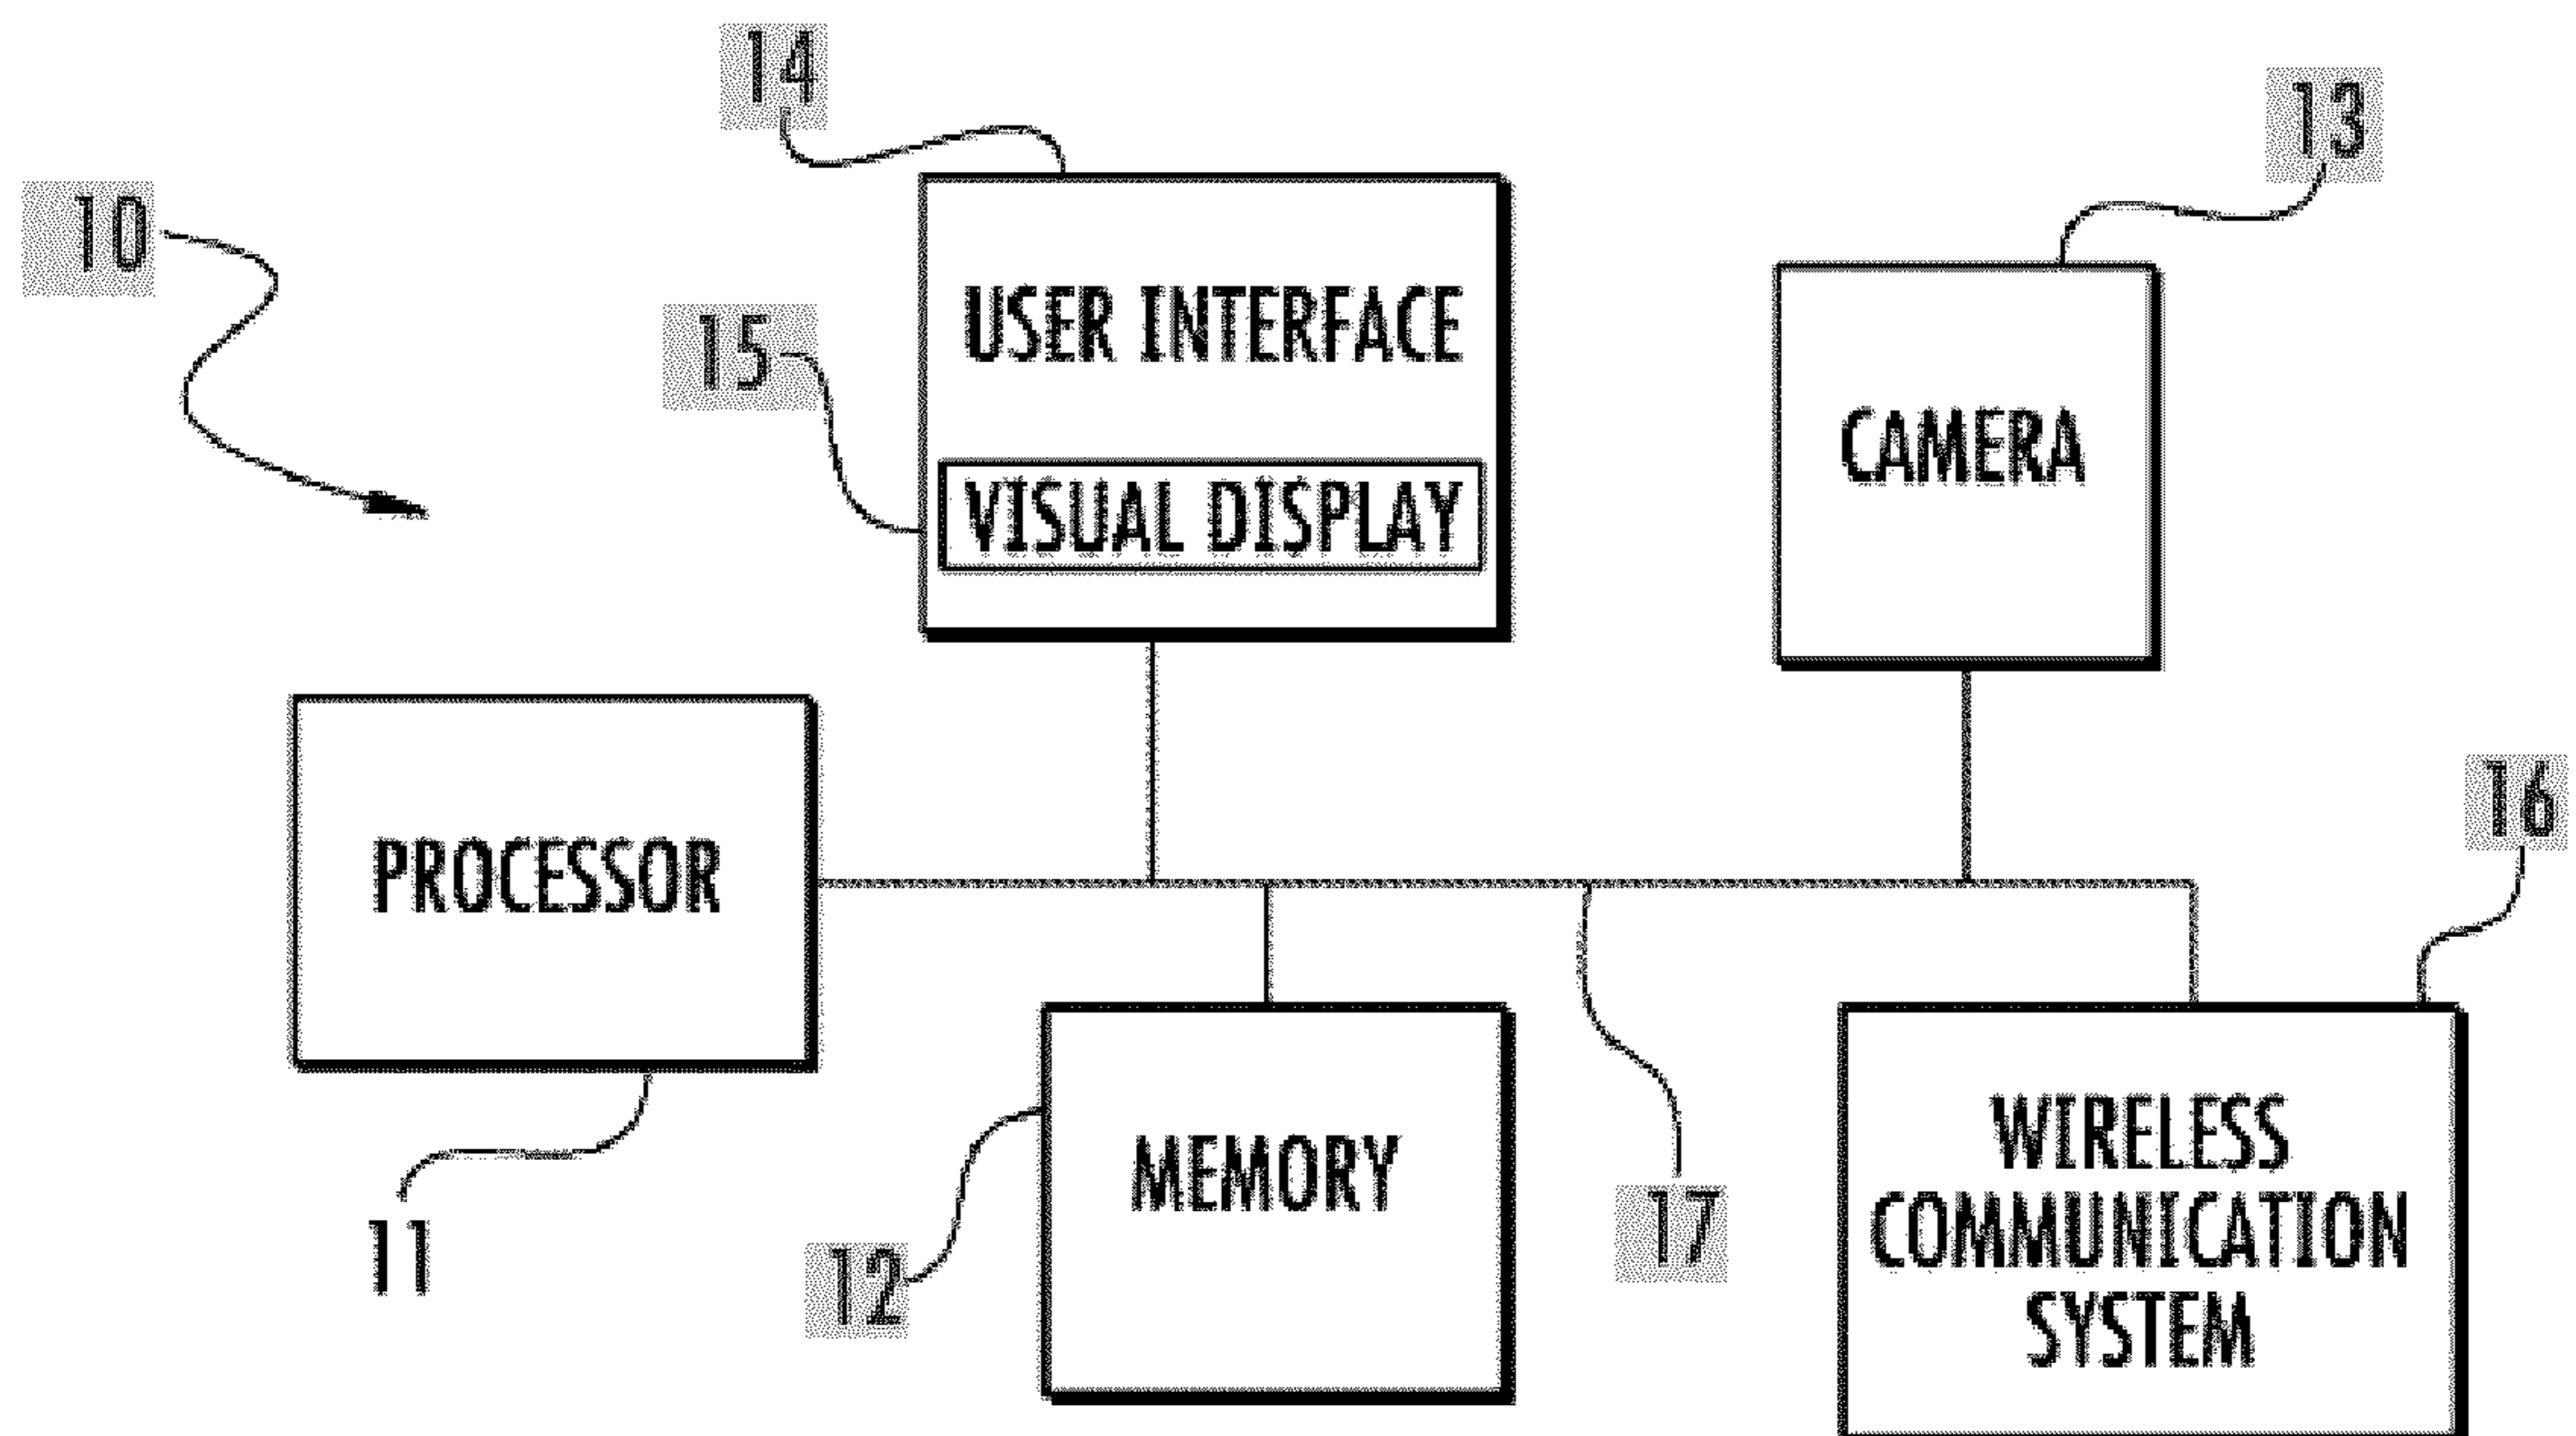 14
13
10
USER INTERFACE
15
VISUAL DISPLAY
CAMERA
16
PROCESSOR
11
MEMORY
12
17
WIRELESS
COMMUNICATION
SYSTEM